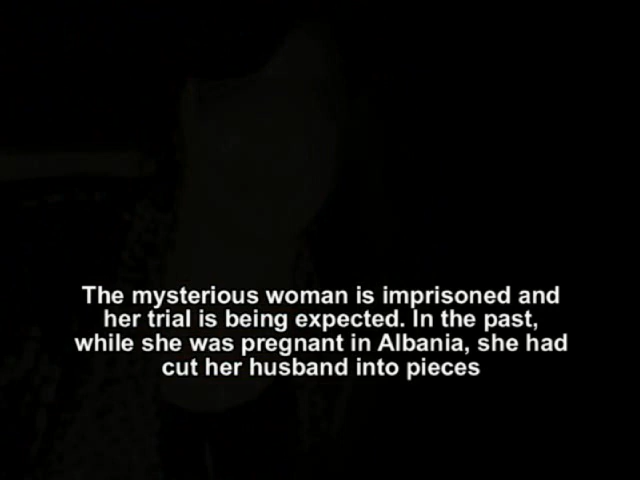 The mysterious woman is imprisoned and
her trial is being expected. In the past,
while she was pregnant in Albania, she had
cut her husband into pieces